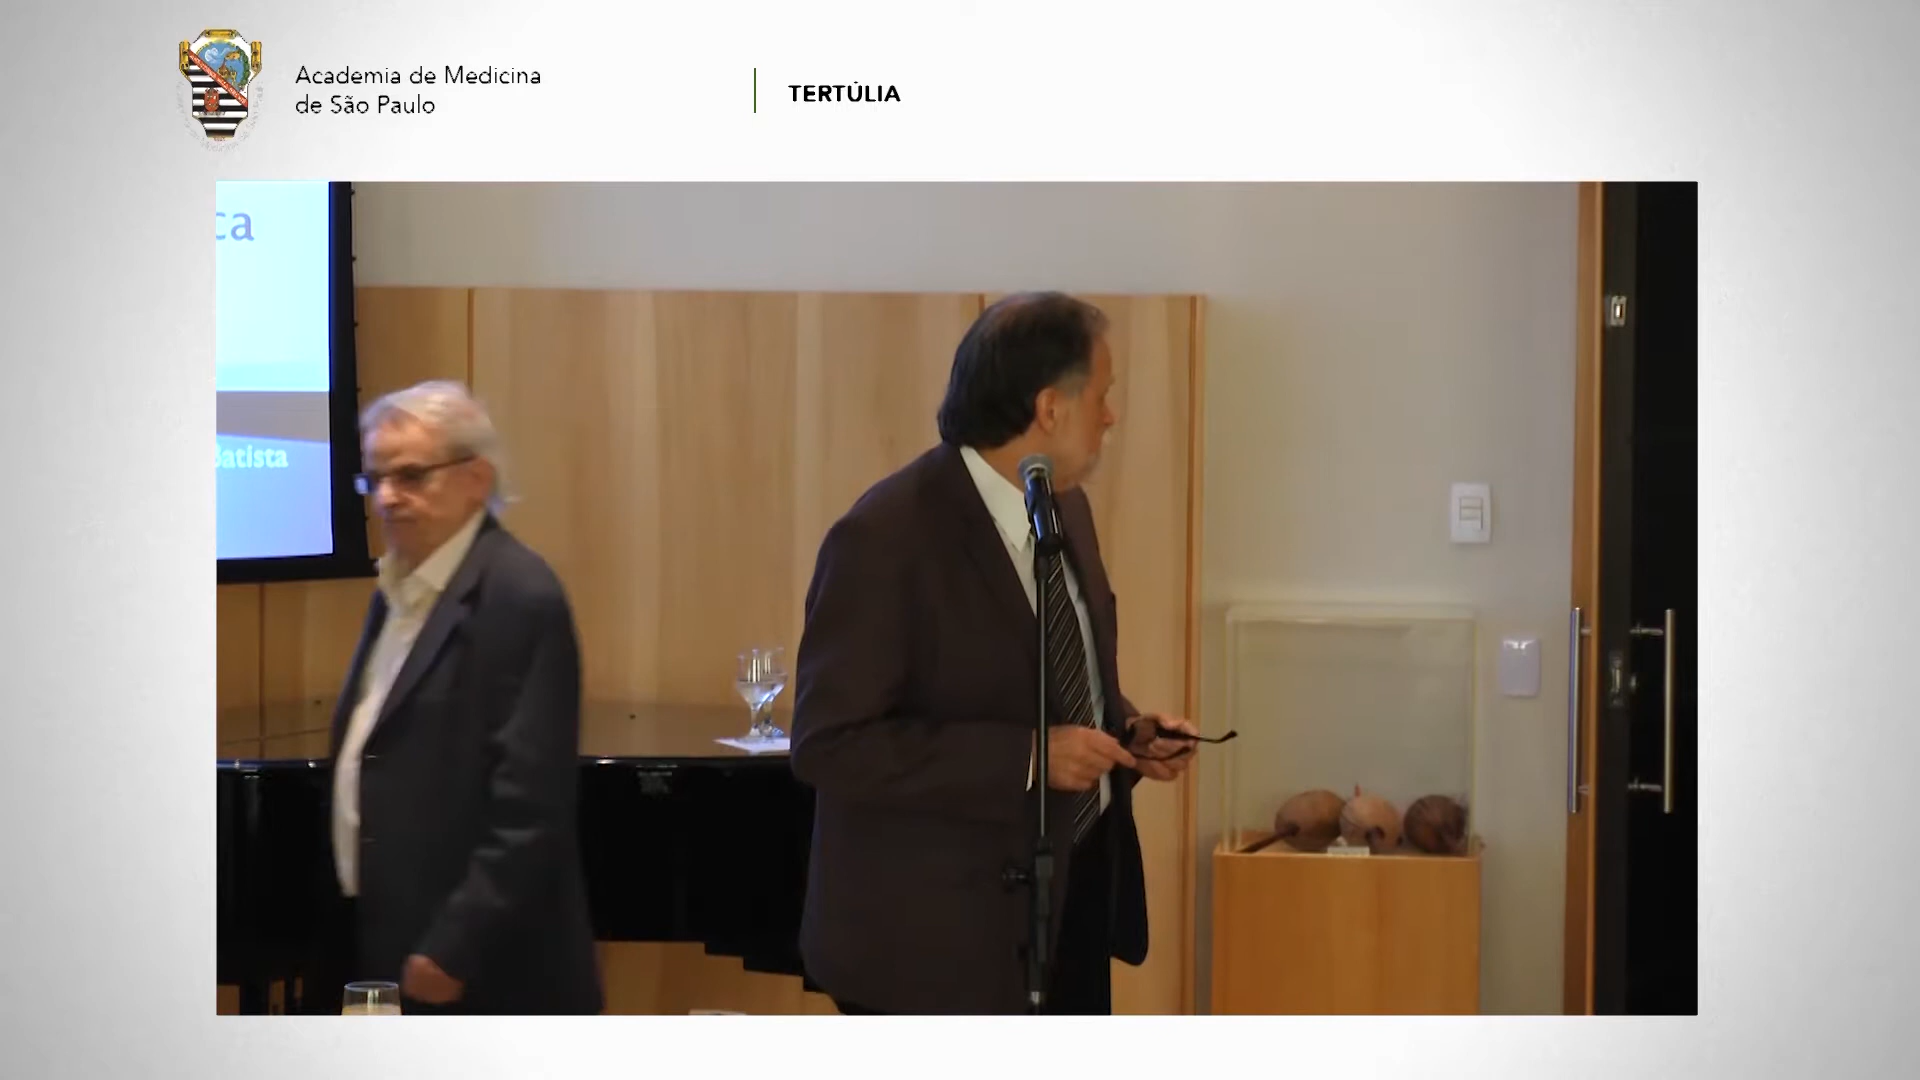 Academia de Medicina
de São Paulo
TERTÚLIA
ca
Batista